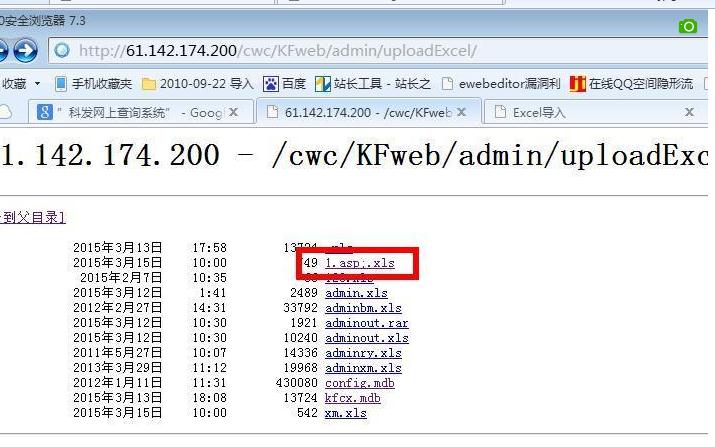 0安全浏览器 7.3
http://61.142.174.200/cwc/KFweb/admin/uploadExcel/
收藏 手机收藏夹 2010-09-22 导入 百度 站长工具 - 站长之 ewebeditor漏洞利 在线QQ空间隐形流
"科发网上查询系统" - Googl 61.142.174.200 - /cwc/KFweb Excel导入
1.142.174.200 - /cwc/KFweb/admin/uploadExc
到父目录]
2015年3月13日 17:58 13724 .xls
2015年3月15日 10:00 749 1.asp;.xls
2015年2月7日 10:35
2015年3月12日 1:41 2489 admin.xls
2012年2月27日 14:31 33792 adminbm.xls
2015年3月12日 10:30 1921 adminout.rar
2015年3月12日 10:30 10240 adminout.xls
2011年5月27日 10:07 14336 adminry.xls
2013年3月29日 11:12 19968 adminxm.xls
2012年1月11日 11:31 430080 config.mdb
2015年3月13日 18:08 13724 kfcx.mdb
2015年3月15日 10:00 542 xm.xls